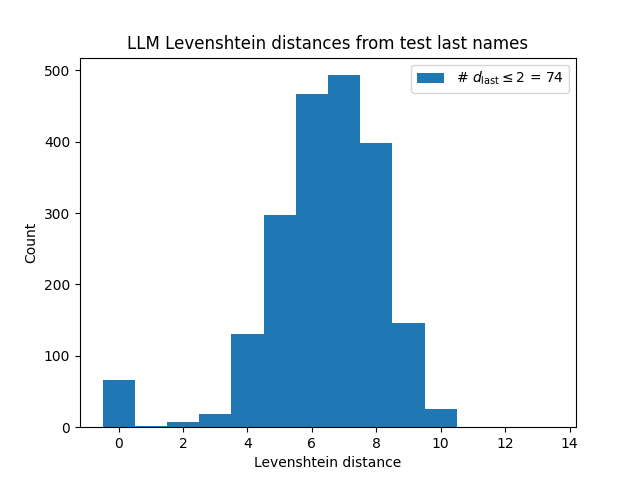 LLM Levenshtein distances from test last names
# d_last ≤ 2 = 74
500
400
300
200
100
0
Count
0 2 4 6 8 10 12 14
Levenshtein distance